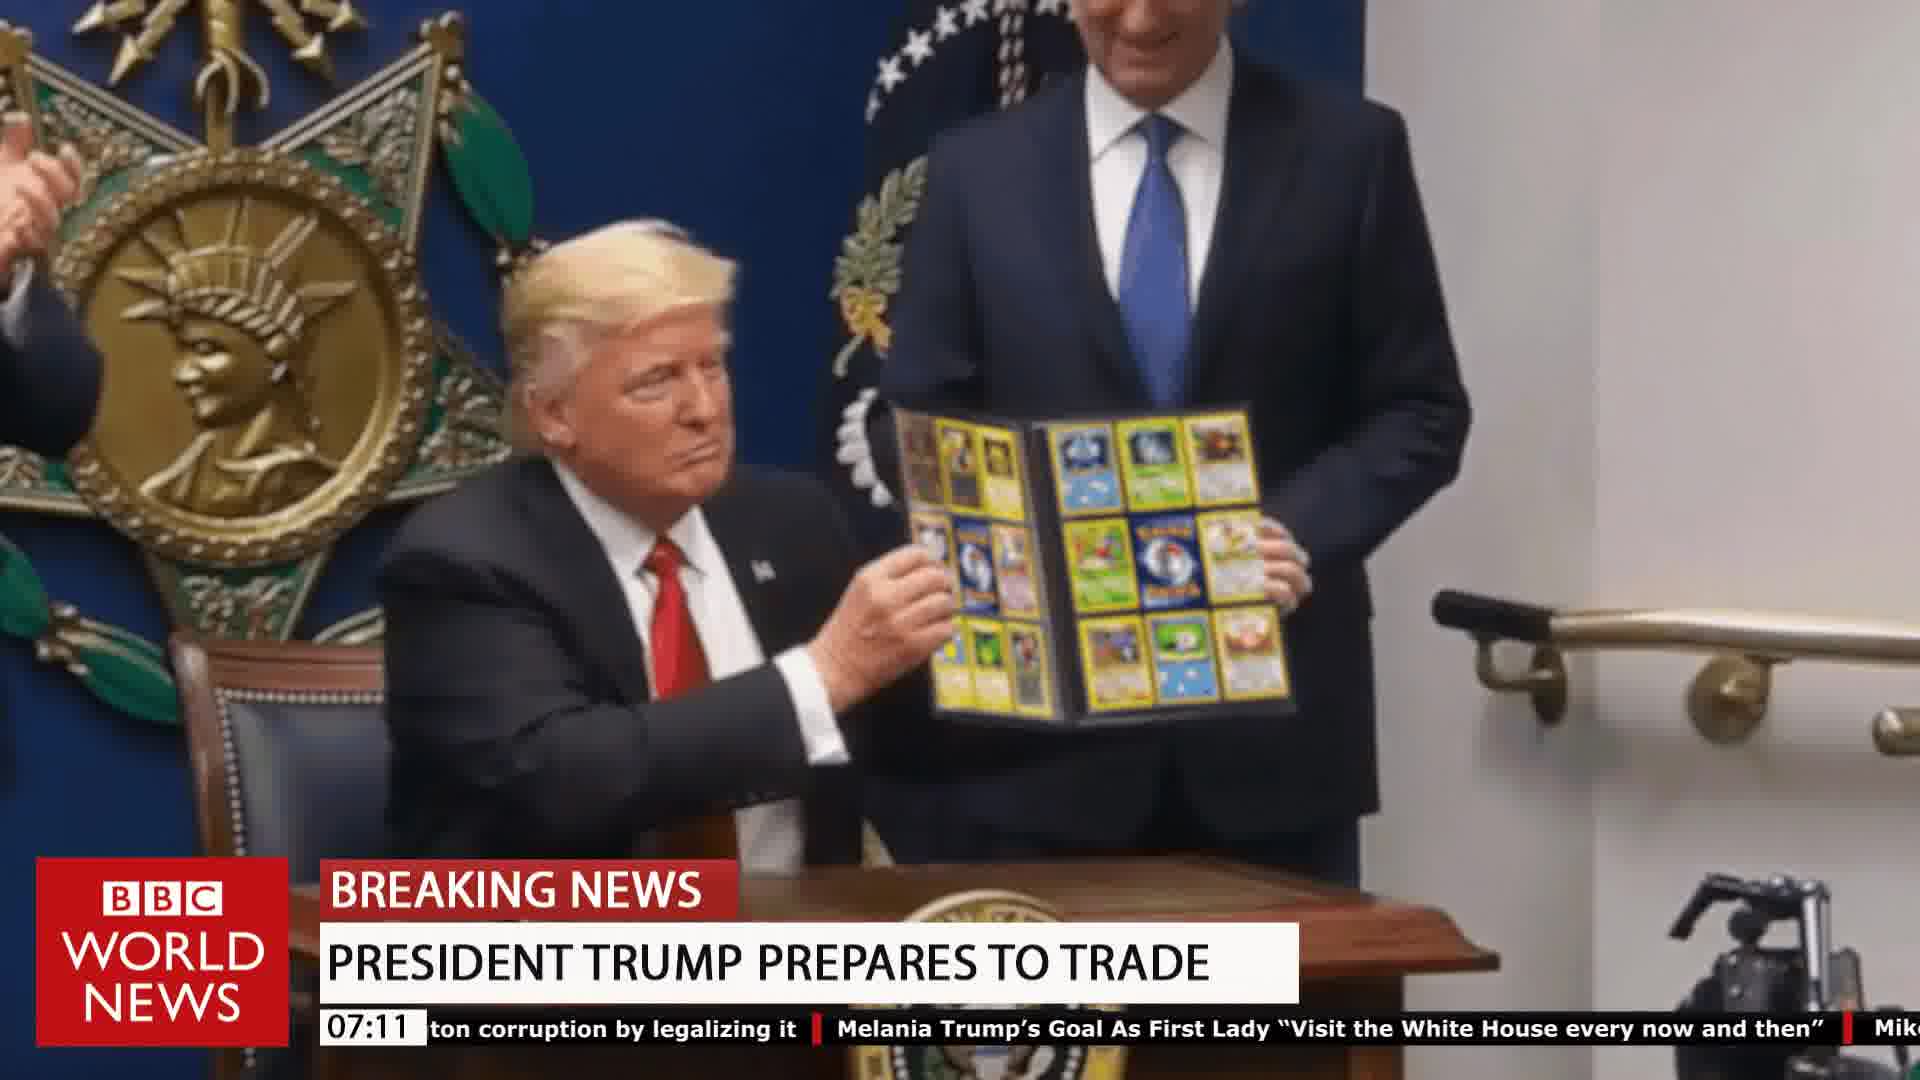 BREAKING NEWS
BBC
WORLD
NEWS
PRESIDENT TRUMP PREPARES TO TRADE
07:11 ton corruption by legalizing it | Melania Trump’s Goal As First Lady “Visit the White House every now and then” | Mik